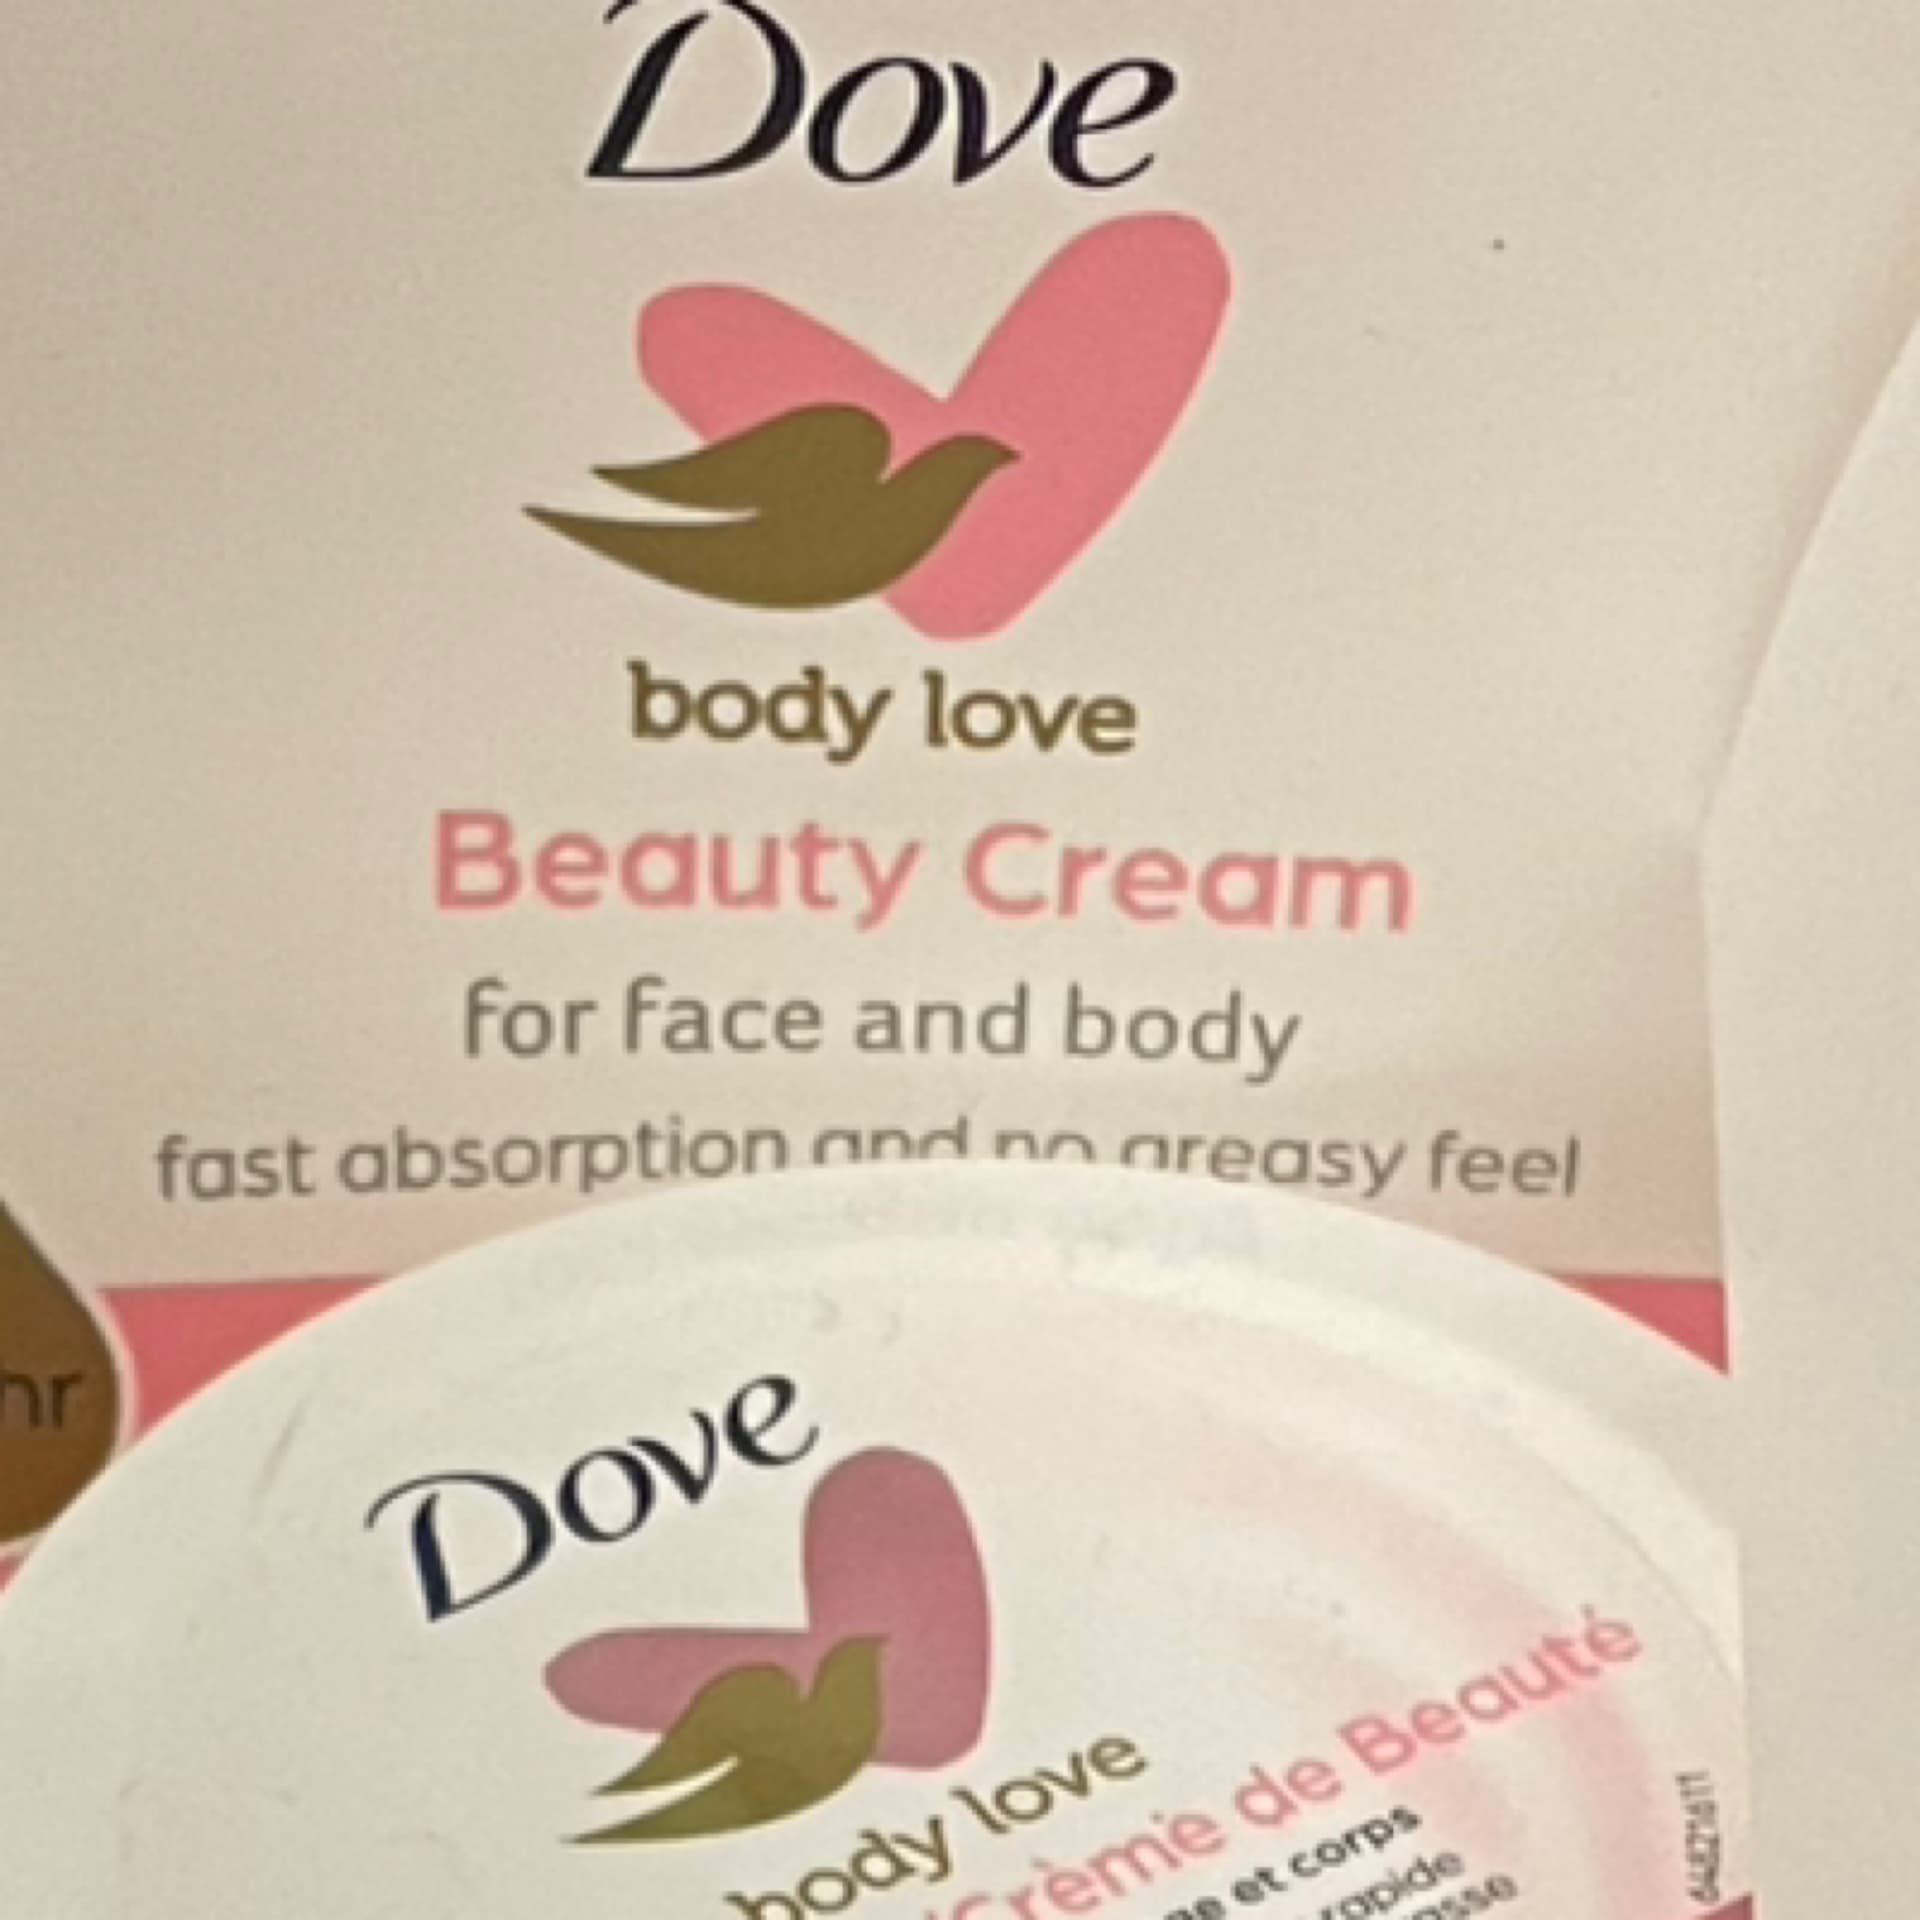 Dove
body love
Beauty Cream
for face and body
fast absorption and no greasy feel
hr
Dove
body love
Crème de Beauté
et corps
rapide
64821611